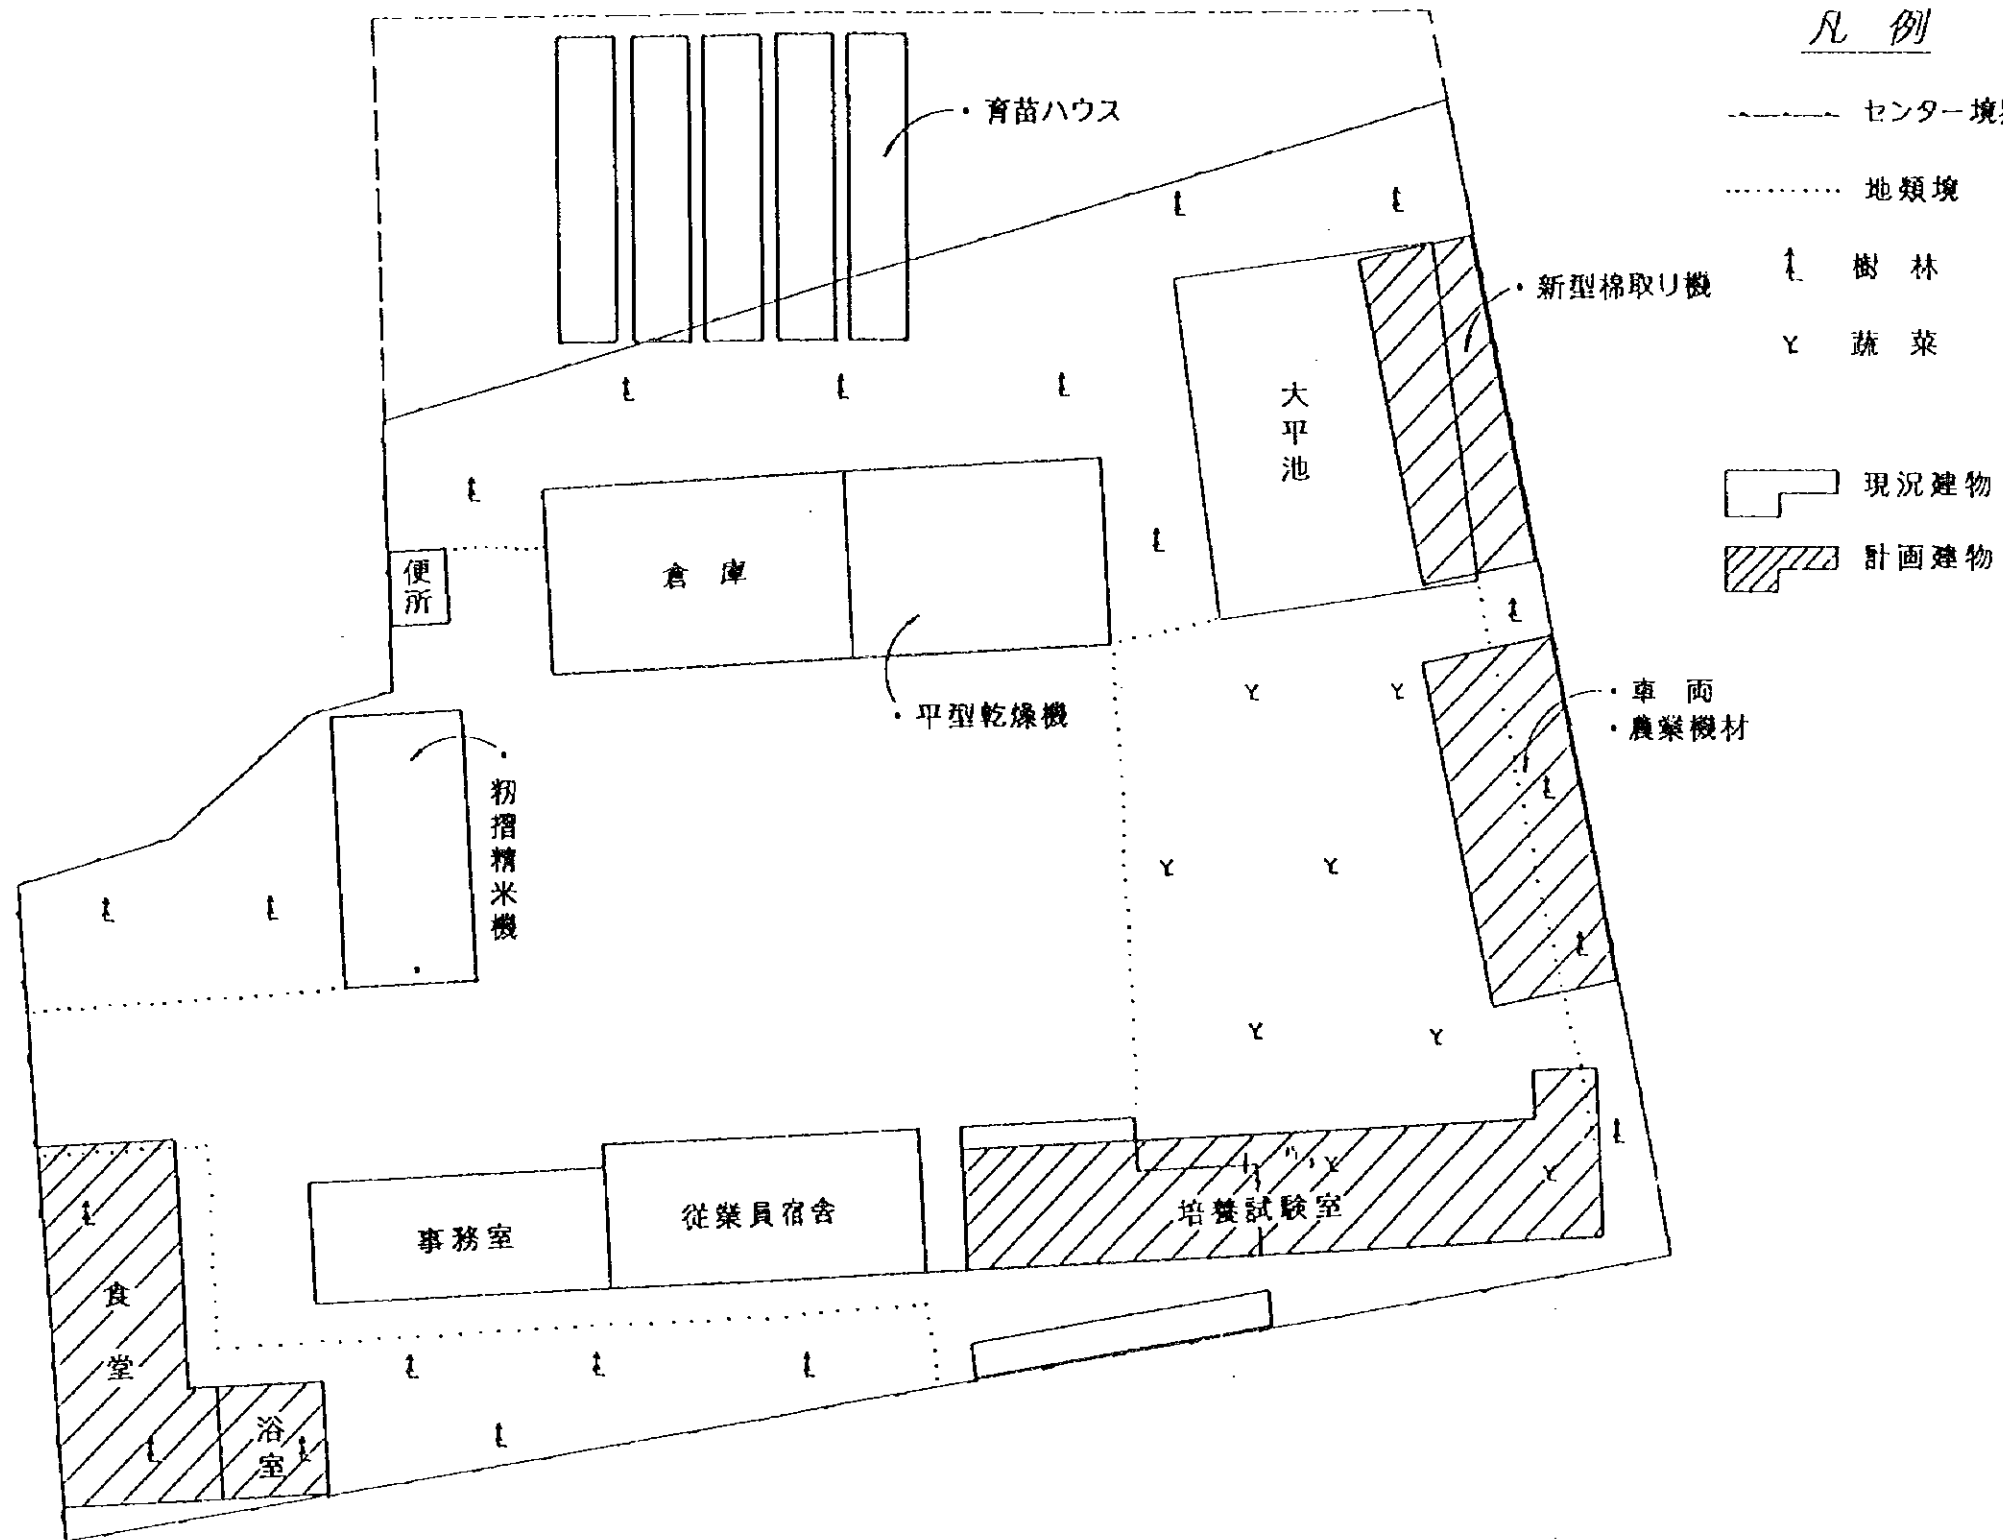 凡 例
センター境界
地類境
樹 林
蔬 菜
現況建物
計画建物
・育苗ハウス
・新型棉取り機
大平池
倉 庫
便所
・平型乾燥機
・車 両
・農業機材
・籾摺精米機
事務室
従業員宿舎
培養試験室
食堂
浴室